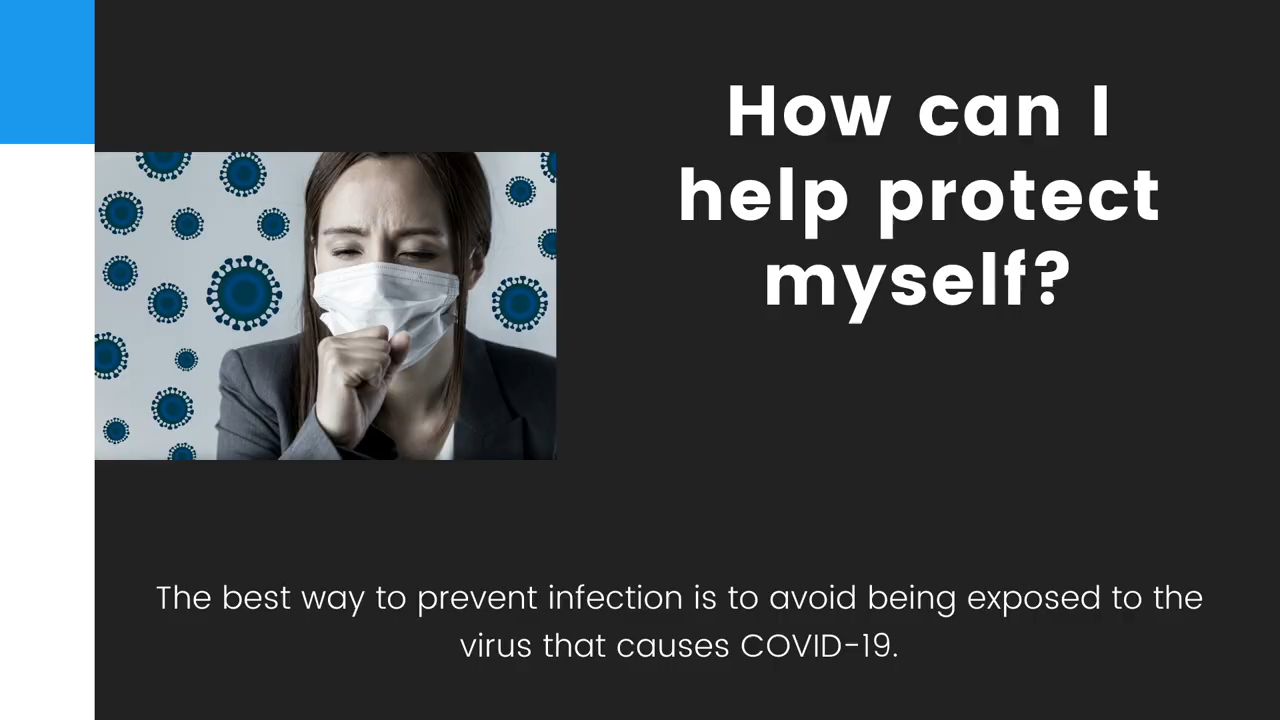 How can I
help protect
myself?
The best way to prevent infection is to avoid being exposed to the
virus that causes COVID-19.